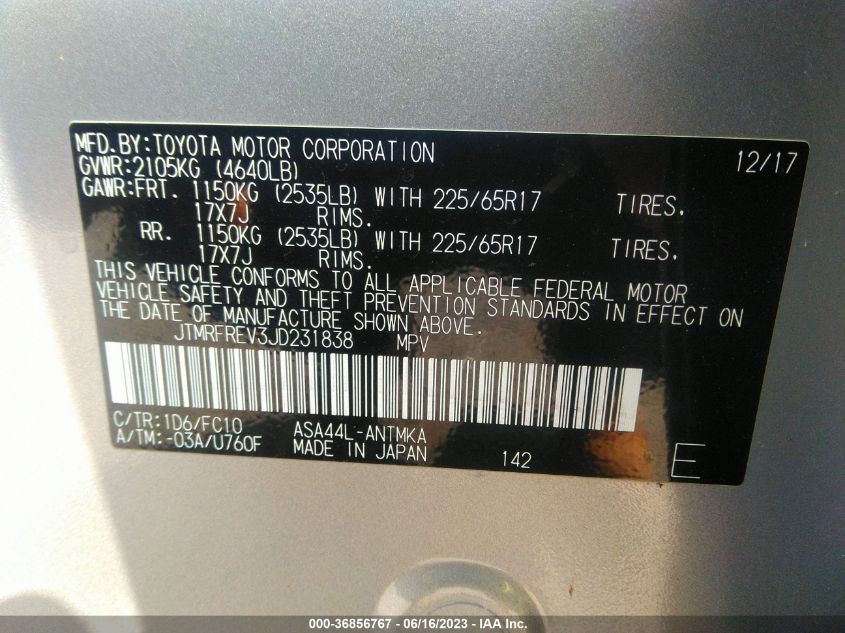 MFD.BY:TOYOTA MOTOR CORPORATION 12/17
GVWR:2105KG (4640LB)
GAWR:FRT. 1150KG (2535LB) WITH 225/65R17 TIRES.
17X7J RIMS.
RR. 1150KG (2535LB) WITH 225/65R17 TIRES.
17X7J RIMS.
THIS VEHICLE CONFORMS TO ALL APPLICABLE FEDERAL MOTOR
VEHICLE SAFETY AND THEFT PREVENTION STANDARDS IN EFFECT ON
THE DATE OF MANUFACTURE SHOWN ABOVE.
JTMRFREV3JD231838 MPV
C/TR:1D6/FC10 ASA44L-ANTMKA
A/TM:-03A/U760F MADE IN JAPAN 142 E
000-36856767 - 06/16/2023 - IAA Inc.